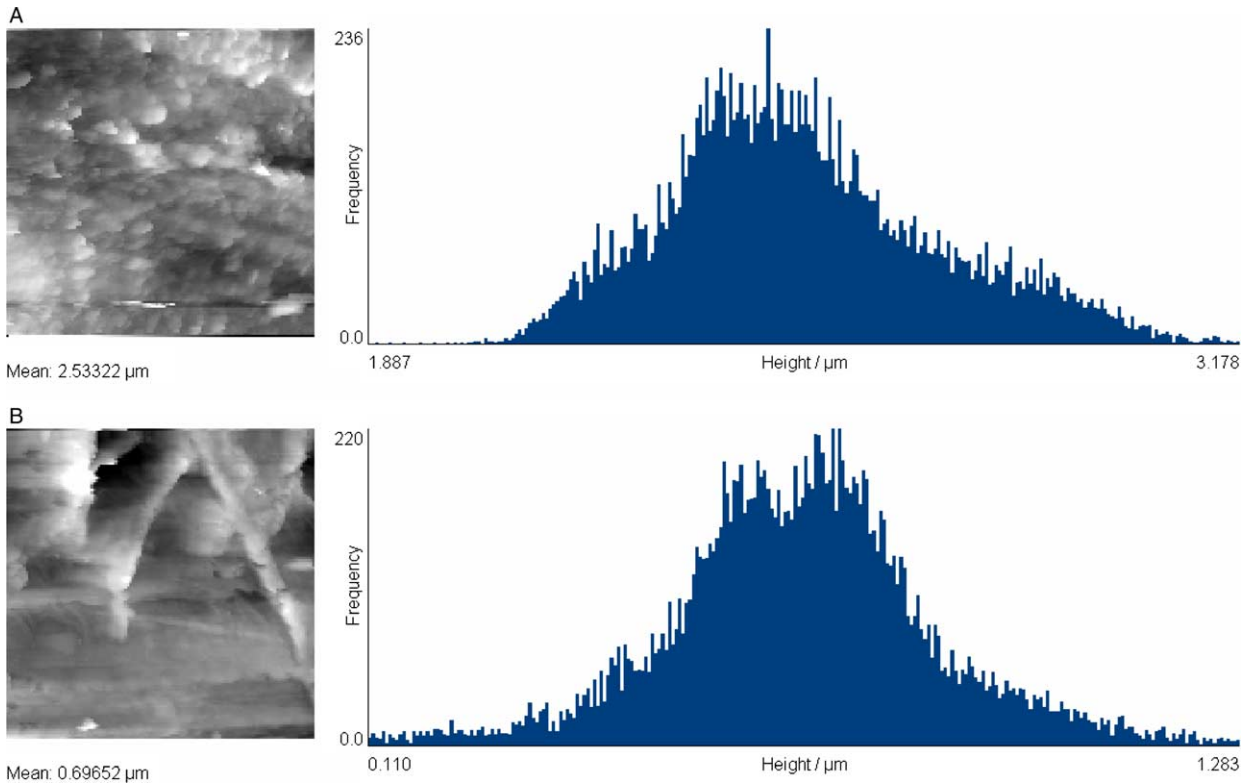 A
236
Frequency
0.0
1.887 Height / µm 3.178
Mean: 2.53322 µm
B
220
Frequency
0.0
0.110 Height / µm 1.283
Mean: 0.69652 µm